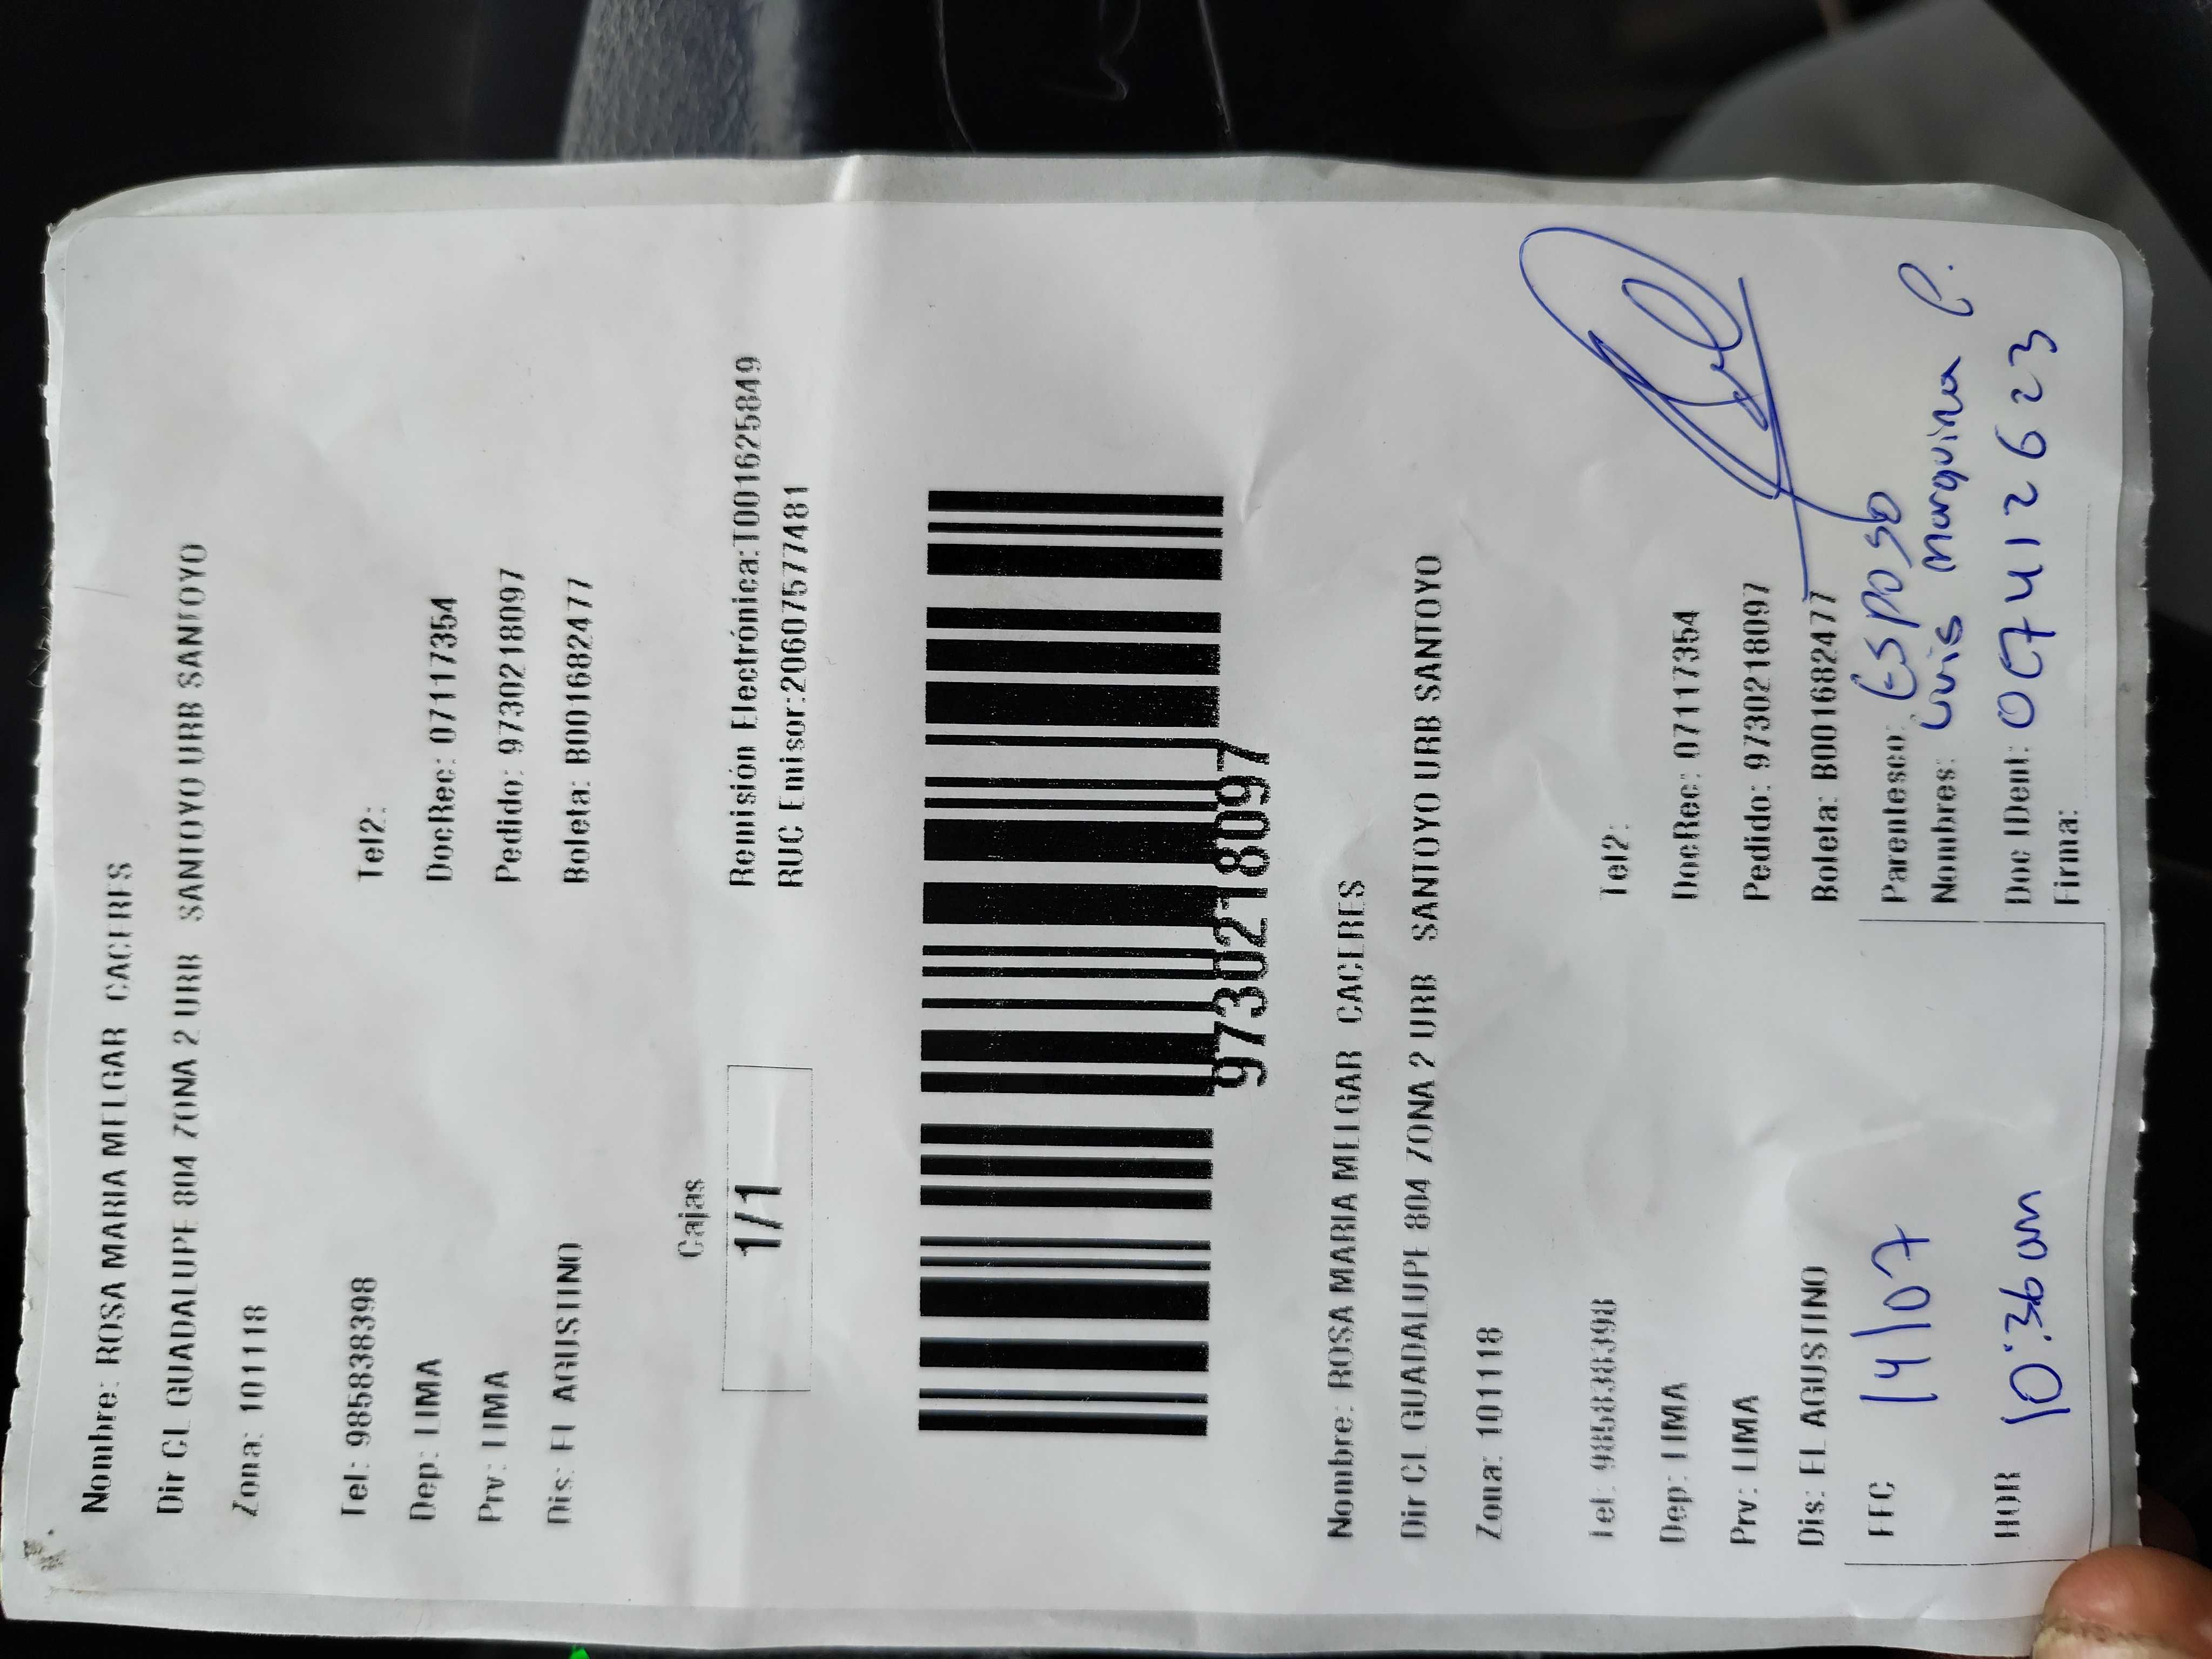 Nombre: ROSA MARIA MELGAR CACERES
Dir CL GUADALUPE 804 ZONA 2 URB SANTOYO URB SANTOYO
Zona: 101118
Tel: 985838398 Tel2:
Dep: LIMA DocRec: 07117354
Prv: LIMA Pedido: 9730218097
Dis: EL AGUSTINO Boleta: B001682477
Cajas
1/1 Remisión Electrónica:T001625849
RUC Emisor:20607577481
9730218097
Nombre: ROSA MARIA MELGAR CACERES
Dir CL GUADALUPE 804 ZONA 2 URB SANTOYO URB SANTOYO
Zona: 101118
Tel: 985838398 Tel2:
Dep: LIMA DocRec: 07117354
Prv: LIMA Pedido: 9730218097
Dis: EL AGUSTINO Boleta: B001682477
FEC 14/07 Parentesco: Esposo
Nombres: Luis Marquina P.
HOR 10:36am Doc IDent: 007412623
Firma: